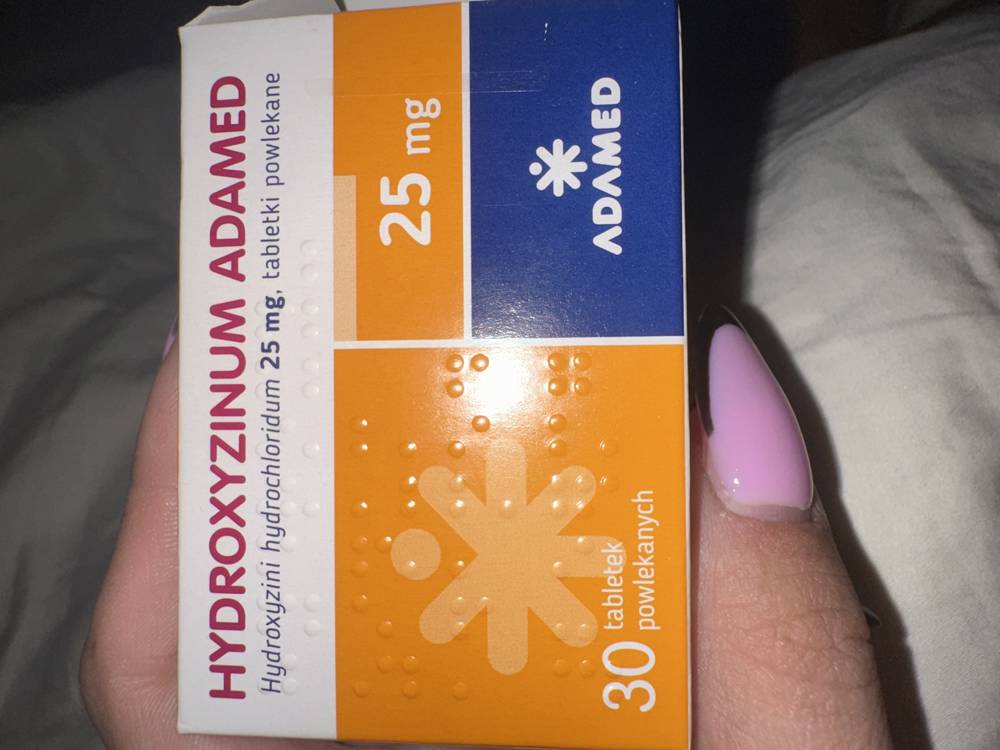 HYDROXYZINUM ADAMED
Hydroxyzini hydrochloridum 25 mg, tabletki powlekane
25 mg
ADAMED
30 tabletek
powlekanych